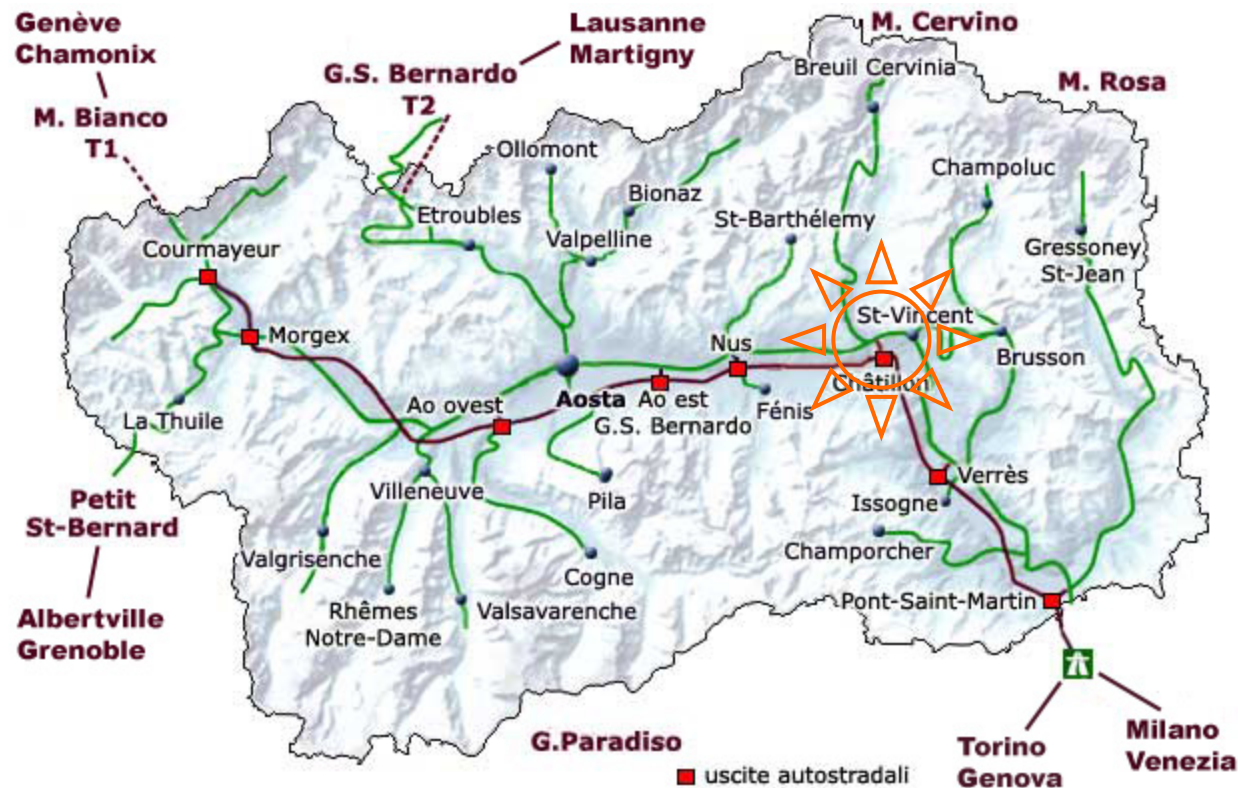 Genève
Chamonix
M. Bianco
T1
G.S. Bernardo
T2
Lausanne
Martigny
M. Cervino
Breuil Cervinia
M. Rosa
Ollomont
Bionaz
Champoluc
Etroubles
Valpelline
St-Barthélemy
Courmayeur
Gressoney
St-Jean
St-Vincent
Morgex
Nus
Brusson
Châtillon
La Thuile
Ao ovest
Aosta
Ao est
G.S. Bernardo
Fénis
Petit
St-Bernard
Villeneuve
Pila
Verrès
Issogne
Valgrisenche
Cogne
Champorcher
Albertville
Grenoble
Rhêmes
Notre-Dame
Valsavarenche
Pont-Saint-Martin
G.Paradiso
Torino
Genova
Milano
Venezia
uscite autostradali